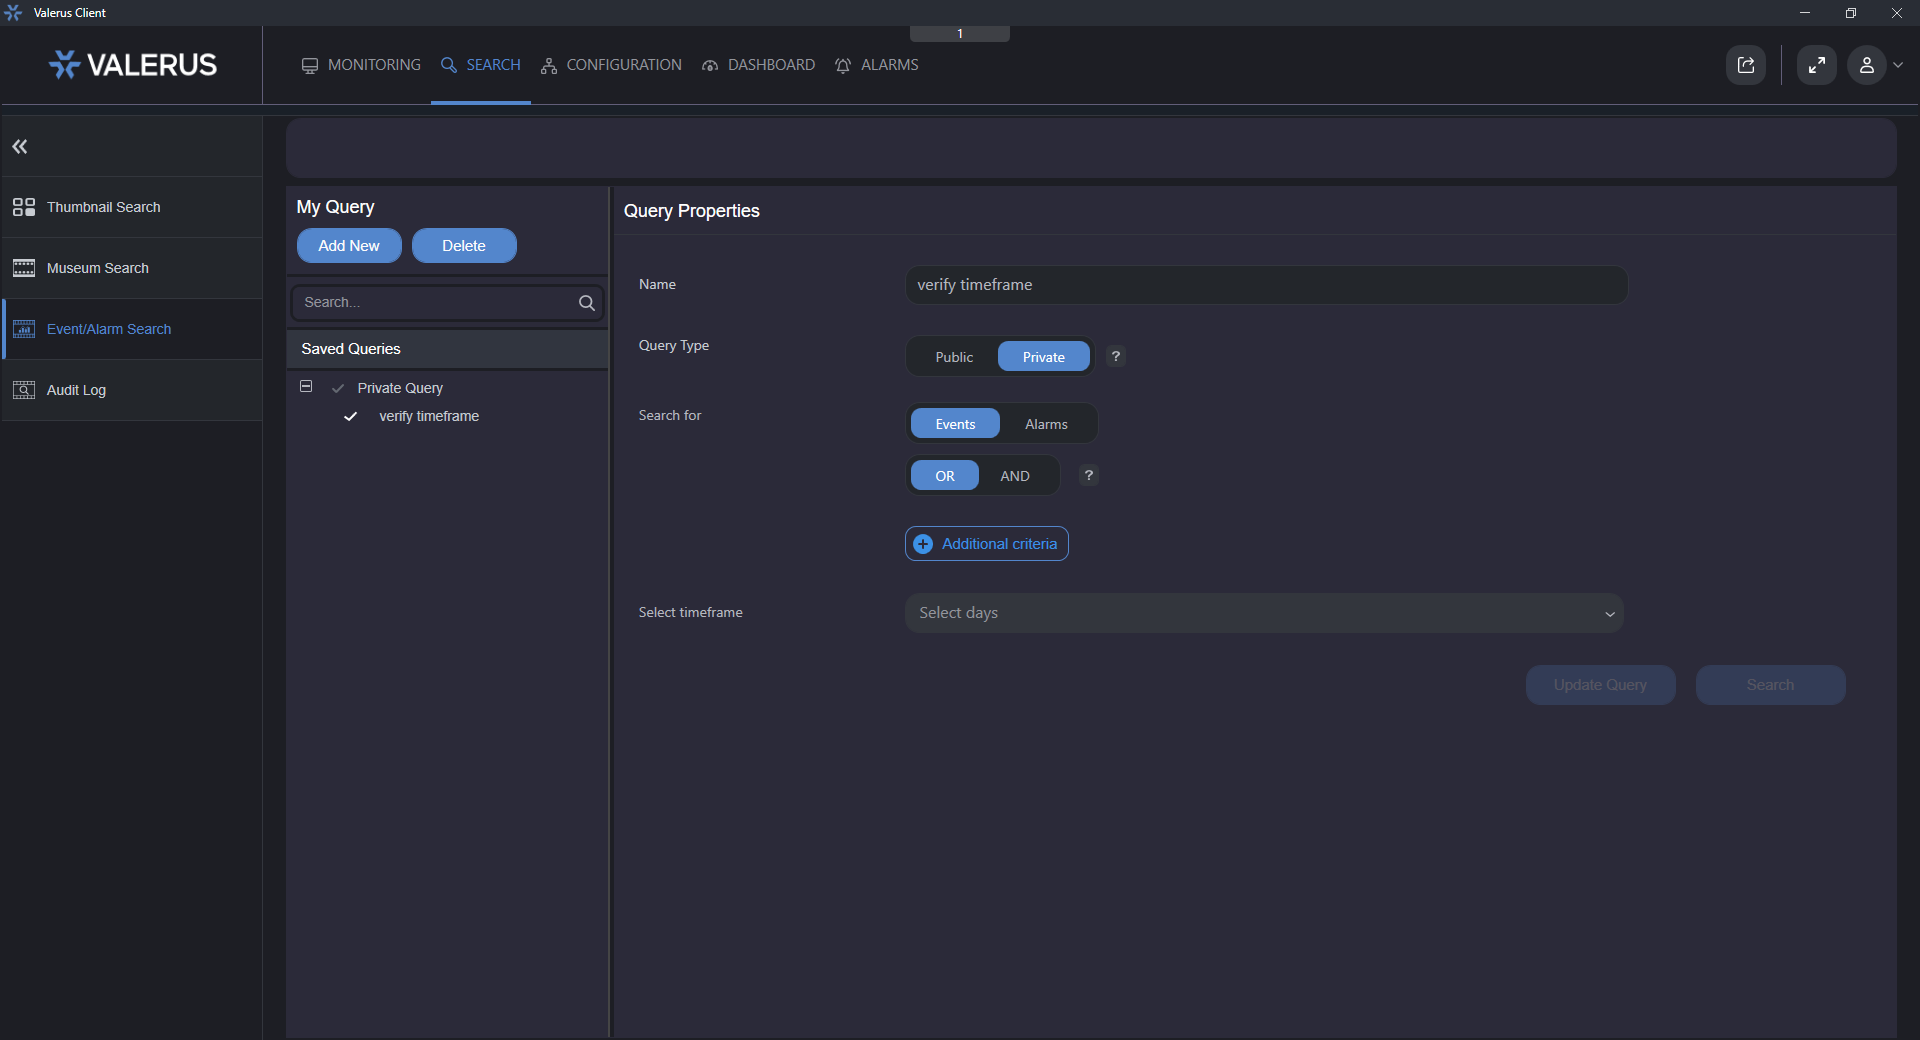 Valerus Client
1
VALERUS
MONITORING
SEARCH
CONFIGURATION
DASHBOARD
ALARMS
Thumbnail Search
Museum Search
Event/Alarm Search
Audit Log
My Query
Add New
Delete
Search...
Saved Queries
Private Query
verify timeframe
Query Properties
Name
verify timeframe
Query Type
Public
Private
?
Search for
Events
Alarms
OR
AND
?
Additional criteria
Select timeframe
Select days
Update Query
Search